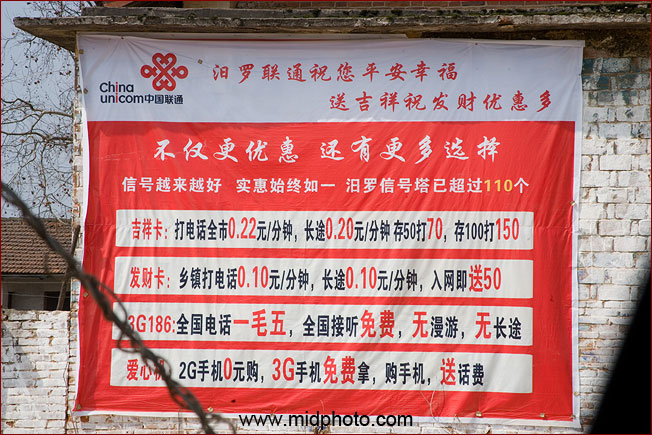 China
unicom中国联通
汨罗联通祝您平安幸福
送吉祥祝发财优惠多
不仅更优惠 还有更多选择
信号越来越好 实惠始终如一 汨罗信号塔已超过110个
吉祥卡:打电话全市0.22元/分钟，长途0.20元/分钟 存50打70，存100打150
发财卡:乡镇打电话0.10元/分钟，长途0.10元/分钟，入网即送50
3G186:全国电话一毛五，全国接听免费，无漫游，无长途
爱心机:2G手机0元购，3G手机免费拿，购手机，送话费
www.midphoto.com